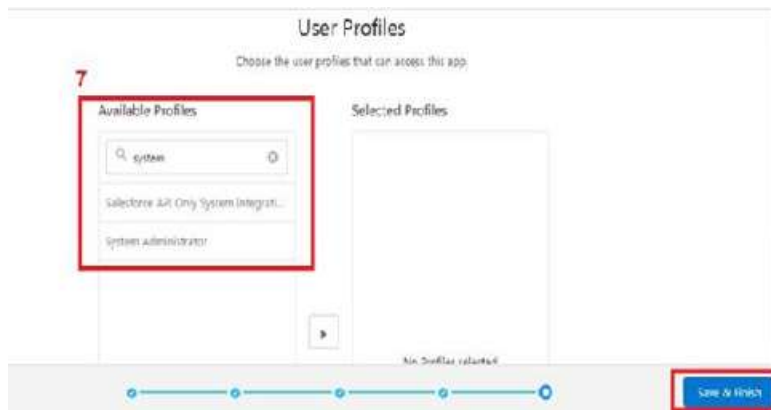 User Profiles
Choose the user profiles that can access this app
7
Available Profiles
Selected Profiles
system
Salesforce API Only System Integrati...
System Administrator
No Profiles selected
Save & Finish